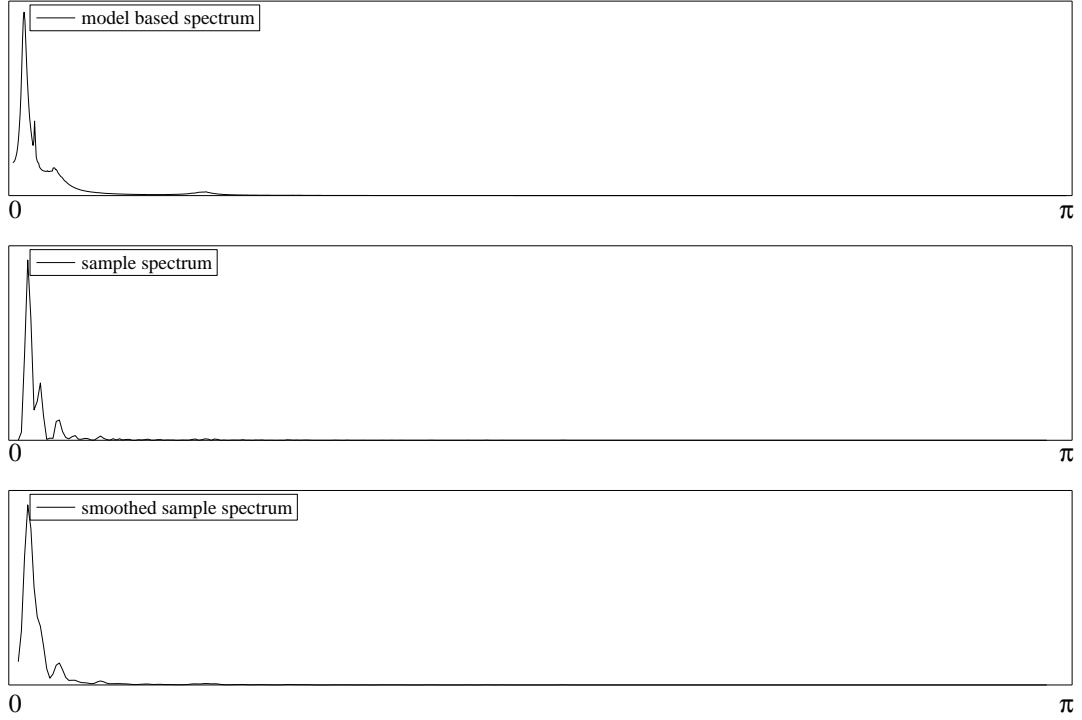 model based spectrum
0 π
sample spectrum
0 π
smoothed sample spectrum
0 π